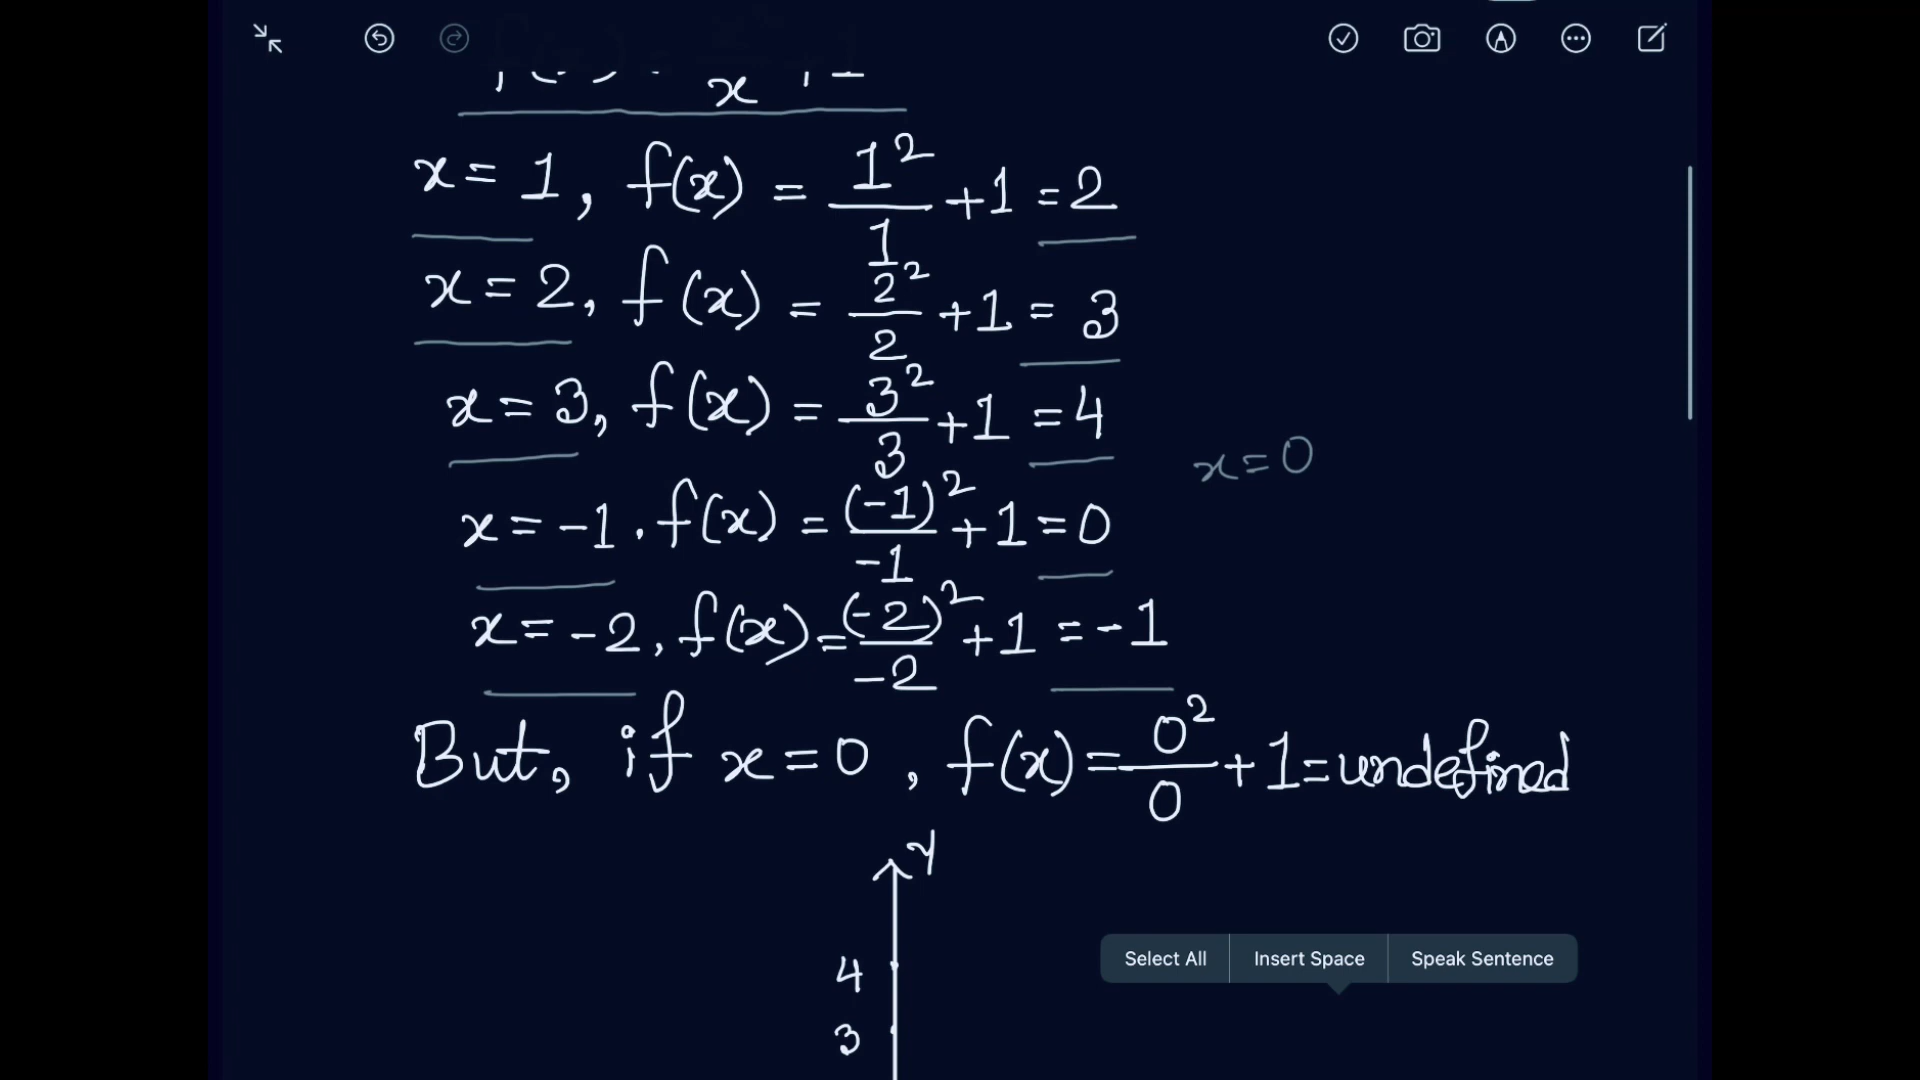 x
x = 1, f(x) = 1²/1 + 1 = 2
x = 2, f(x) = 2²/2 + 1 = 3
x = 3, f(x) = 3²/3 + 1 = 4
x = 0
x = -1, f(x) = (-1)²/-1 + 1 = 0
x = -2, f(x) = (-2)²/-2 + 1 = -1
But, if x = 0, f(x) = 0²/0 + 1 = undefined
y
4
3
Select All
Insert Space
Speak Sentence